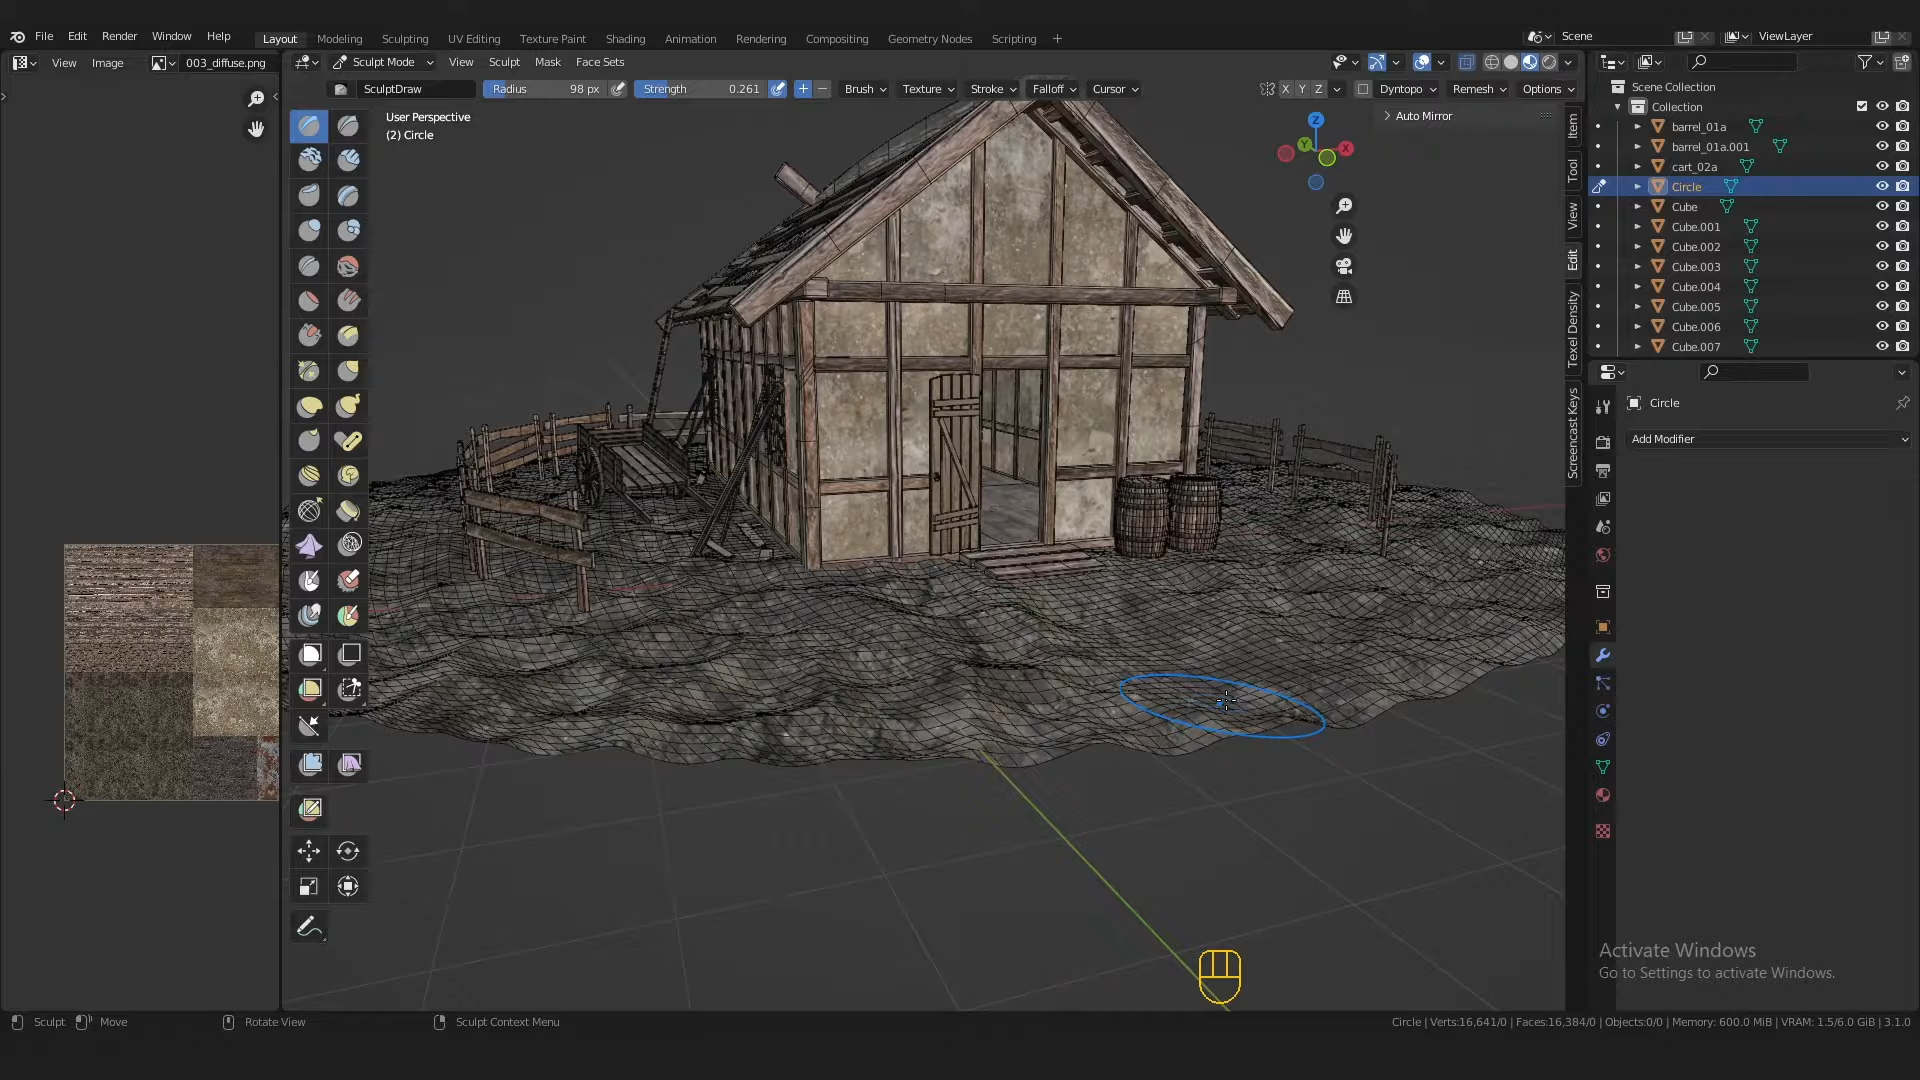 File Edit Render Window Help Layout Modeling Sculpting UV Editing Texture Paint Shading Animation Rendering Compositing Geometry Nodes Scripting + Scene ViewLayer
View Image 003_diffuse.png Sculpt Mode View Sculpt Mask Face Sets
SculptDraw Radius 98 px Strength 0.261 Brush Texture Stroke Falloff Cursor X Y Z Dyntopo Remesh Options
User Perspective
(2) Circle
Auto Mirror
Z
Y
X
Item
Tool
View
Edit
Texel Density
Screencast Keys
Scene Collection
Collection
barrel_01a
barrel_01a.001
cart_02a
Circle
Cube
Cube.001
Cube.002
Cube.003
Cube.004
Cube.005
Cube.006
Cube.007
Circle
Add Modifier
Activate Windows
Go to Settings to activate Windows.
Sculpt Move Rotate View Sculpt Context Menu Circle | Verts:16,641/0 | Faces:16,384/0 | Objects:0/0 | Memory: 600.0 MiB | VRAM: 1.5/6.0 GiB | 3.1.0